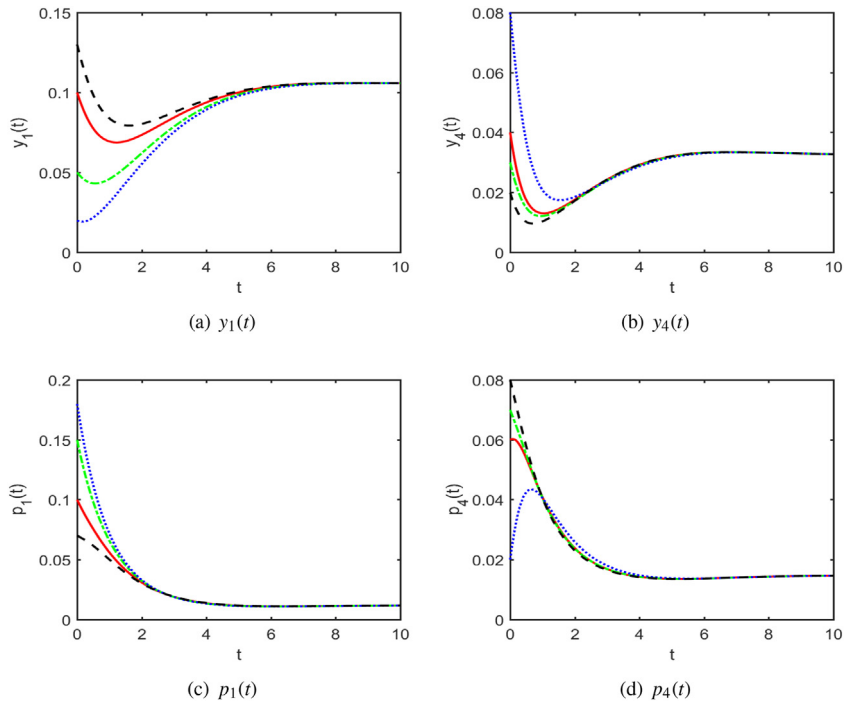 0.15
0.1
0.05
0
y₁(t)
0 2 4 6 8 10
t
(a) y₁(t)
0.08
0.06
0.04
0.02
0
y₄(t)
0 2 4 6 8 10
t
(b) y₄(t)
0.2
0.15
0.1
0.05
0
p₁(t)
0 2 4 6 8 10
t
(c) p₁(t)
0.08
0.06
0.04
0.02
0
p₄(t)
0 2 4 6 8 10
t
(d) p₄(t)